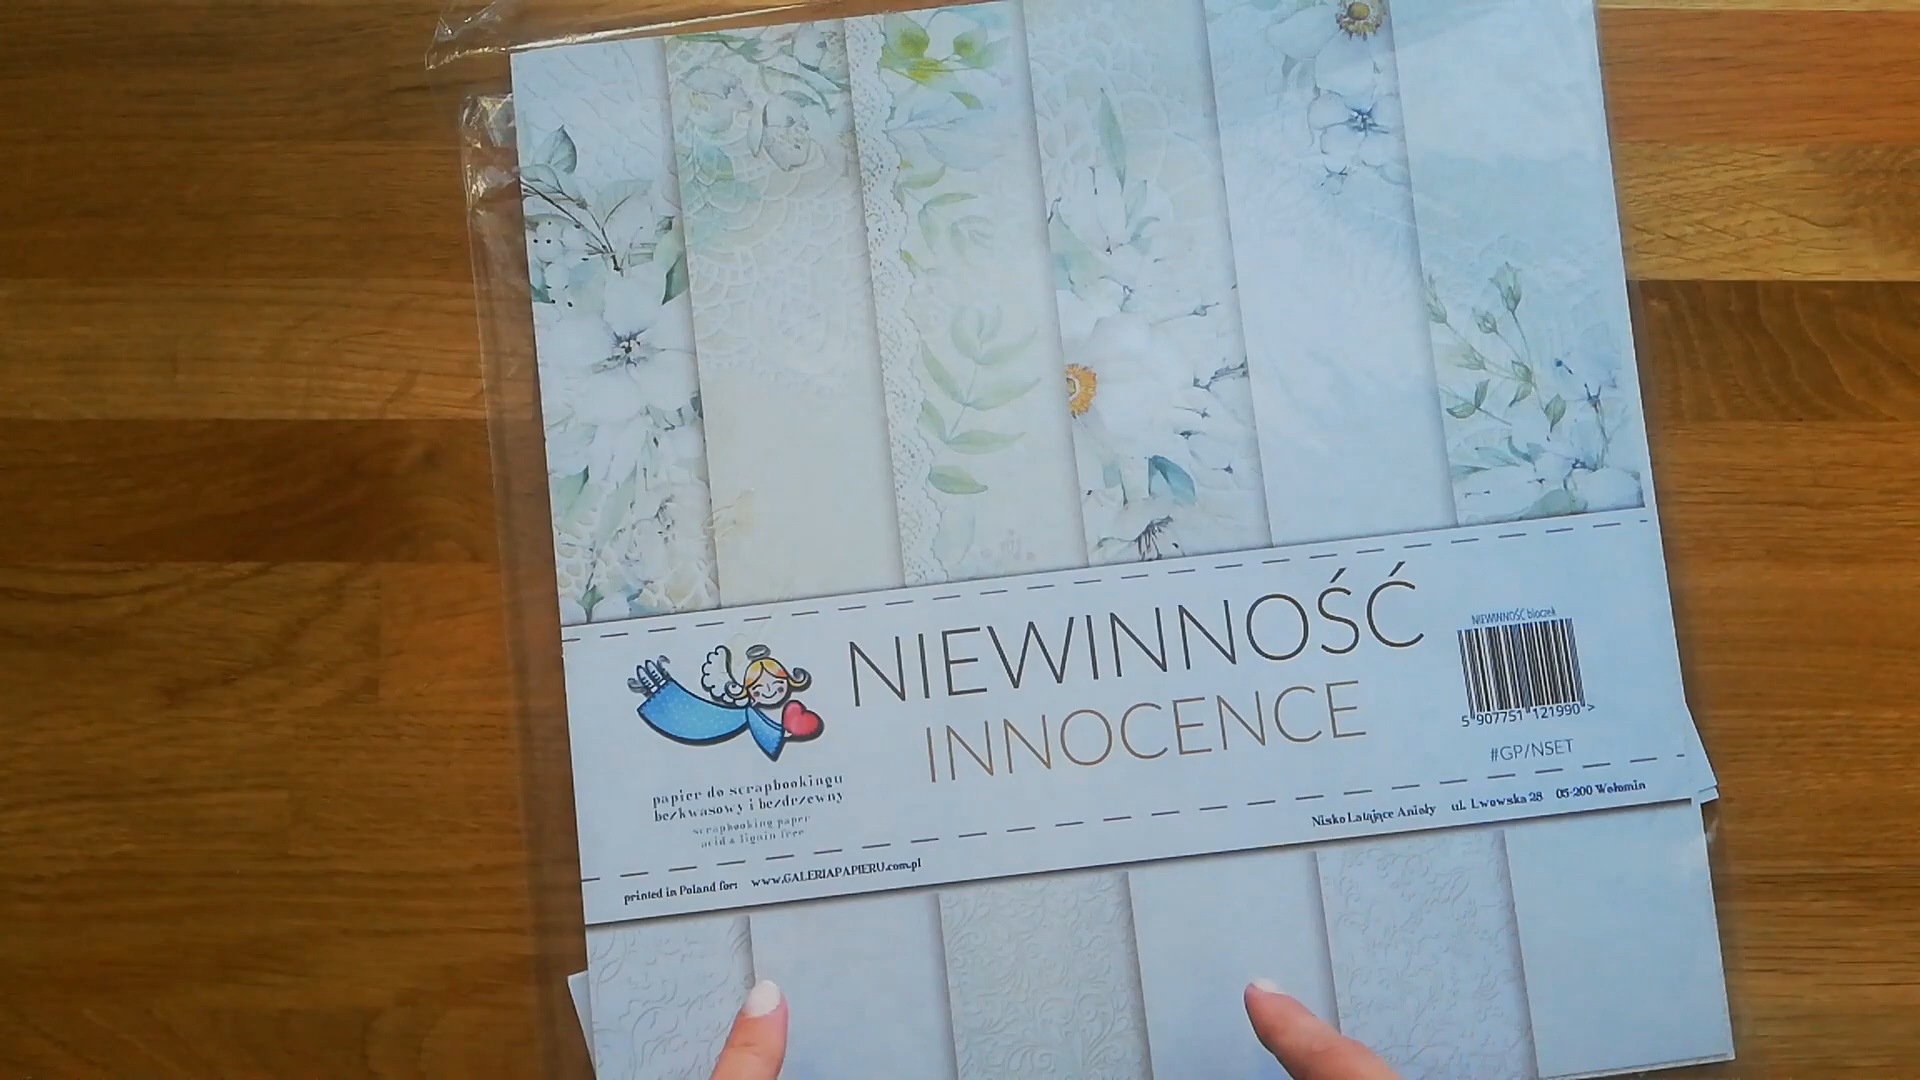 NIEWINNOŚĆ
INNOCENCE
NIEWINNOŚĆ bloczek
5 907751 121990 >
#GP/NSET
papier do scrapbookingu
bezkwasowy i bezdrzewny
scrapbooking paper
acid & lignin free
printed in Poland for: www.GALERIAPAPIERU.com.pl
Nisko Latające Anioły ul. Lwowska 28 05-200 Wołomin